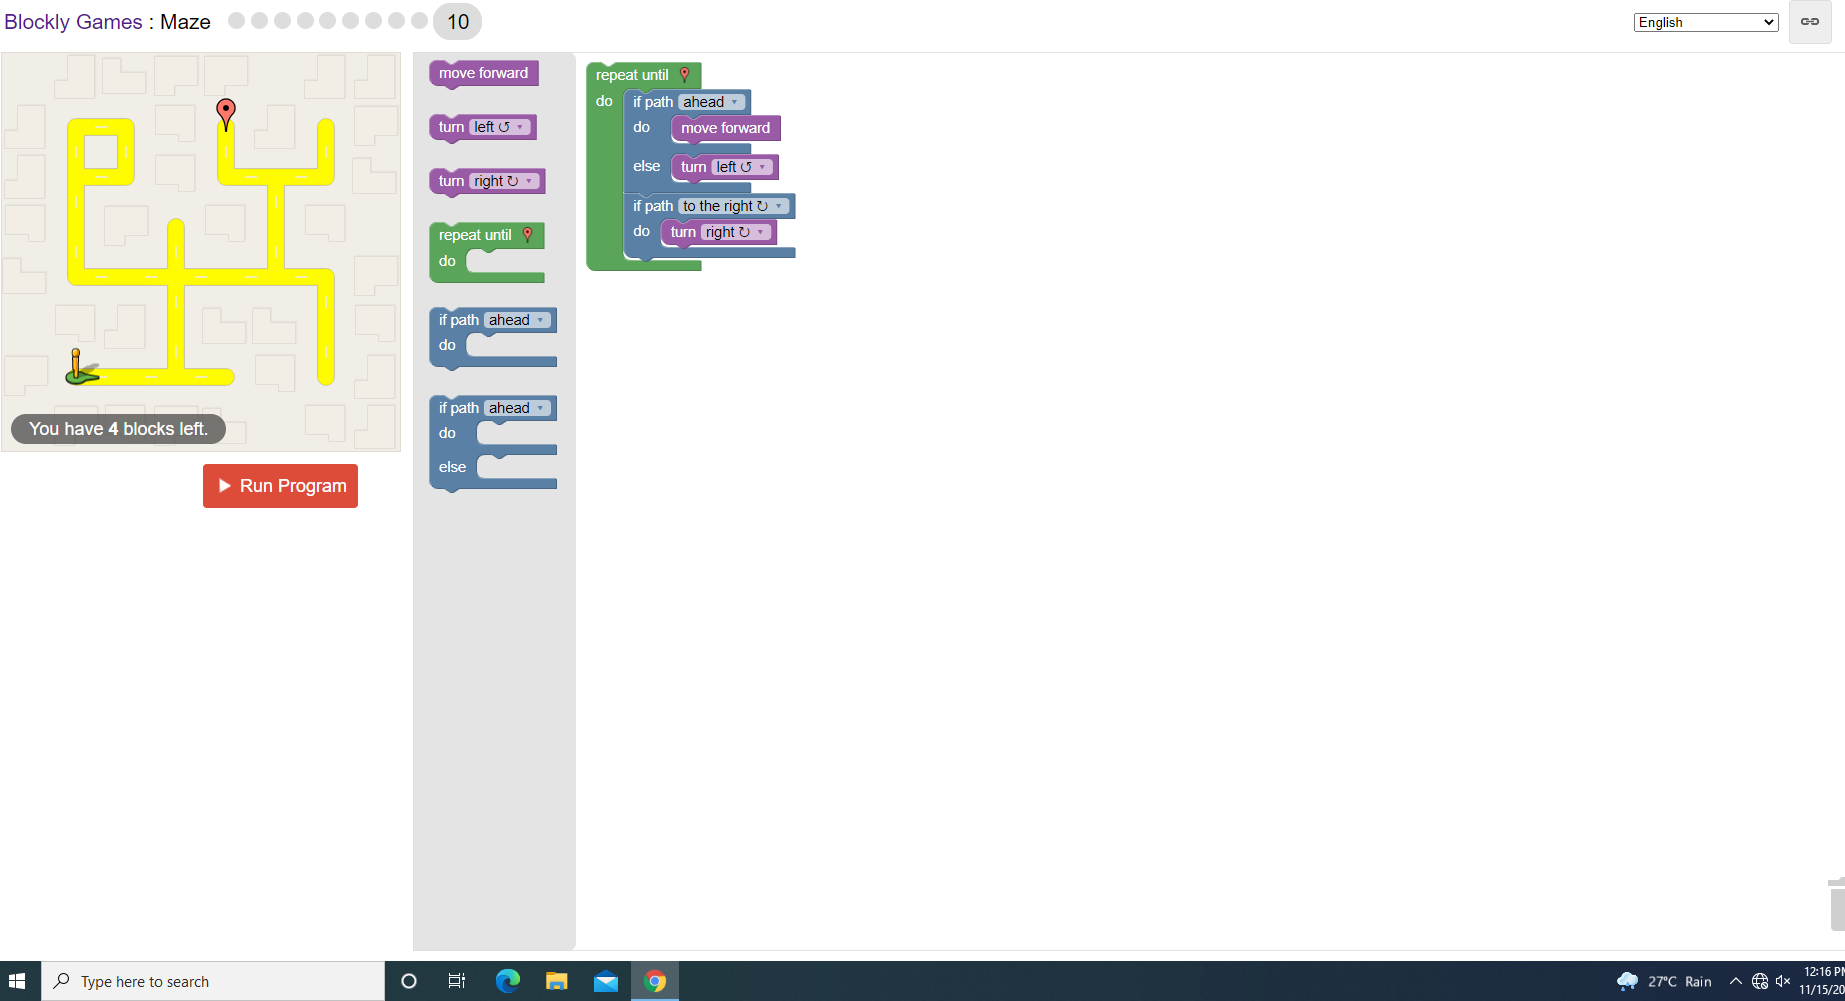 Blockly Games : Maze 10 English
move forward
turn left ↺
turn right ↻
repeat until
do
if path ahead
do
if path ahead
do
else
repeat until
do if path ahead
do move forward
else turn left ↺
if path to the right ↻
do turn right ↻
You have 4 blocks left.
Run Program
Type here to search
27°C Rain
12:16 P
11/15/20